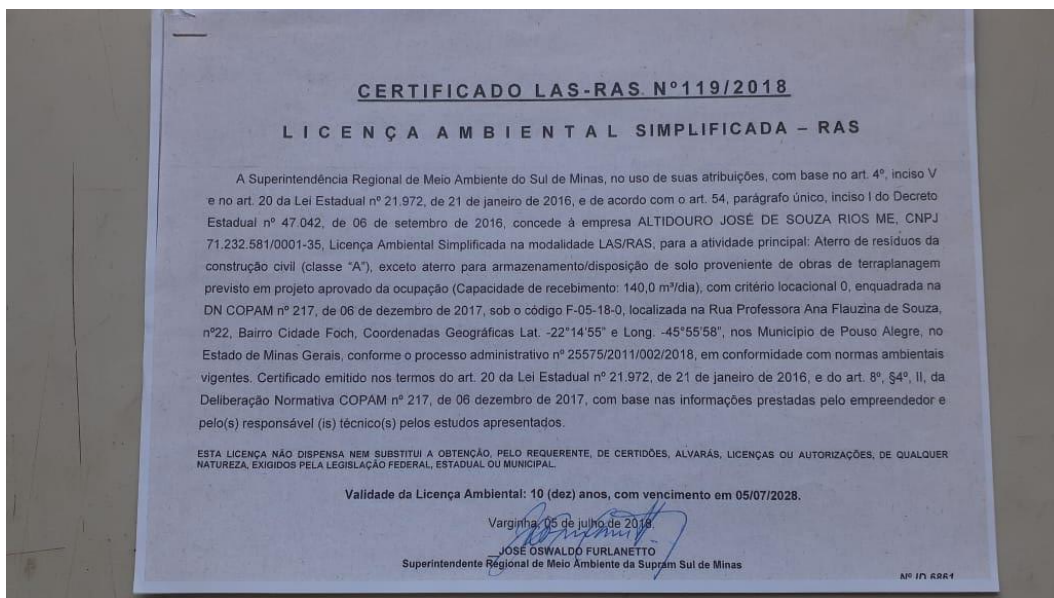 CERTIFICADO LAS-RAS Nº119/2018
LICENÇA AMBIENTAL SIMPLIFICADA – RAS
A Superintendência Regional de Meio Ambiente do Sul de Minas, no uso de suas atribuições, com base no art. 4º, inciso V
e no art. 20 da Lei Estadual nº 21.972, de 21 de janeiro de 2016, e de acordo com o art. 54, parágrafo único, inciso I do Decreto
Estadual nº 47.042, de 06 de setembro de 2016, concede à empresa ALTIDOURO JOSÉ DE SOUZA RIOS ME, CNPJ
71.232.581/0001-35, Licença Ambiental Simplificada na modalidade LAS/RAS, para a atividade principal: Aterro de resíduos da
construção civil (classe “A”), exceto aterro para armazenamento/disposição de solo proveniente de obras de terraplanagem
previsto em projeto aprovado da ocupação (Capacidade de recebimento: 140,0 m³/dia), com critério locacional 0, enquadrada na
DN COPAM nº 217, de 06 de dezembro de 2017, sob o código F-05-18-0, localizada na Rua Professora Ana Flauzina de Souza,
nº22, Bairro Cidade Foch, Coordenadas Geográficas Lat. -22°14'55" e Long. -45°55'58", nos Município de Pouso Alegre, no
Estado de Minas Gerais, conforme o processo administrativo nº 25575/2011/002/2018, em conformidade com normas ambientais
vigentes. Certificado emitido nos termos do art. 20 da Lei Estadual nº 21.972, de 21 de janeiro de 2016, e do art. 8º, §4º, II, da
Deliberação Normativa COPAM nº 217, de 06 dezembro de 2017, com base nas informações prestadas pelo empreendedor e
pelo(s) responsável (is) técnico(s) pelos estudos apresentados.
ESTA LICENÇA NÃO DISPENSA NEM SUBSTITUI A OBTENÇÃO, PELO REQUERENTE, DE CERTIDÕES, ALVARÁS, LICENÇAS OU AUTORIZAÇÕES, DE QUALQUER
NATUREZA, EXIGIDOS PELA LEGISLAÇÃO FEDERAL, ESTADUAL OU MUNICIPAL.
Validade da Licença Ambiental: 10 (dez) anos, com vencimento em 05/07/2028.
Varginha, 05 de julho de 2018.
JOSÉ OSWALDO FURLANETTO
Superintendente Regional de Meio Ambiente da Supram Sul de Minas
Nº ID 6861